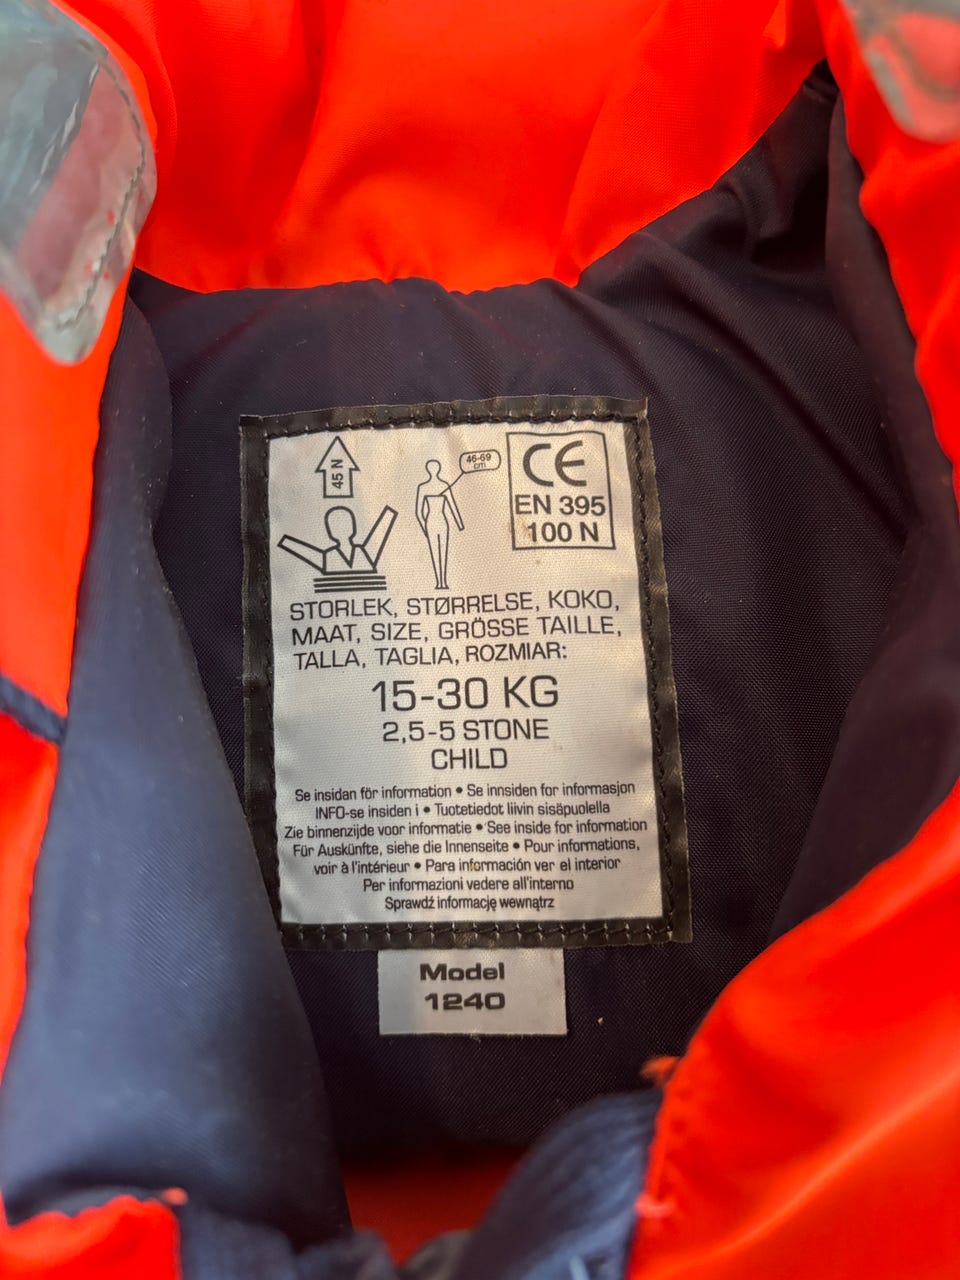 45 N
46-69
cm
CE
EN 395
100 N
STORLEK, STØRRELSE, KOKO,
MAAT, SIZE, GRÖSSE TAILLE,
TALLA, TAGLIA, ROZMIAR:
15-30 KG
2,5-5 STONE
CHILD
Se insidan för information • Se innsiden for informasjon
INFO-se insiden i • Tuotetiedot liivin sisäpuolella
Zie binnenzijde voor informatie • See inside for information
Für Auskünfte, siehe die Innenseite • Pour informations,
voir à l'intérieur • Para información ver el interior
Per informazioni vedere all'interno
Sprawdź informację wewnątrz
Model
1240